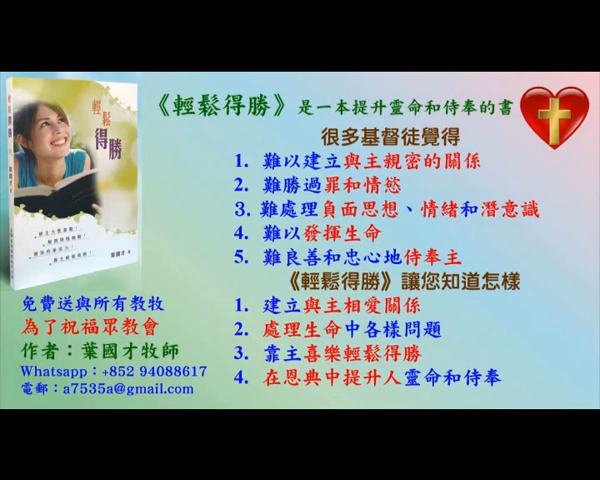 《輕鬆得勝》是一本提升靈命和侍奉的書
很多基督徒覺得
1. 難以建立與主親密的關係
2. 難勝過罪和情慾
3. 難處理負面思想、情緒和潛意識
4. 難以發揮生命
5. 難良善和忠心地侍奉主
《輕鬆得勝》讓您知道怎樣
1. 建立與主相愛關係
2. 處理生命中各樣問題
3. 靠主喜樂輕鬆得勝
4. 在恩典中提升人靈命和侍奉
輕鬆
得勝
葉國才 著
輕鬆得勝
免費送與所有教牧
為了祝福眾教會
作者：葉國才牧師
Whatsapp：+852 94088617
電郵：a7535a@gmail.com